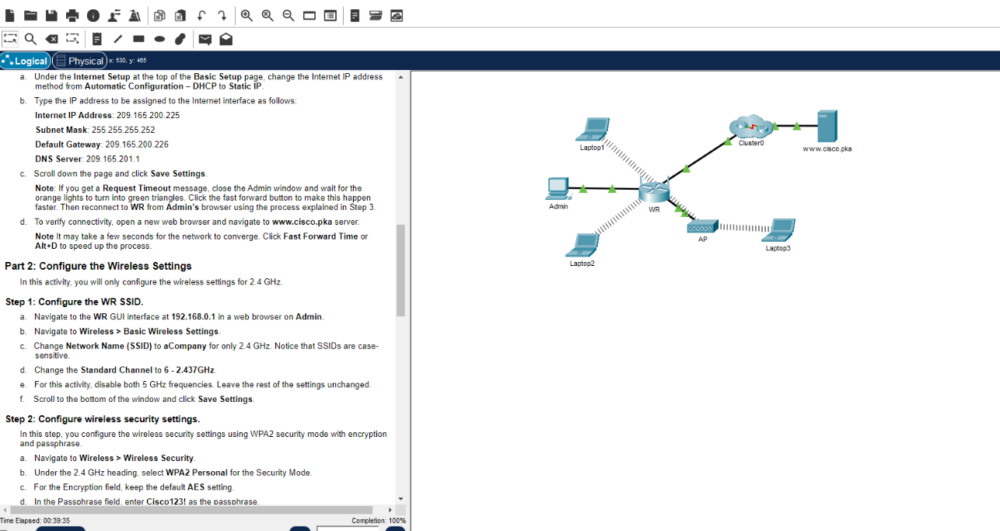 Logical
Physical
x: 530, y: 465
a. Under the Internet Setup at the top of the Basic Setup page, change the Internet IP address
method from Automatic Configuration – DHCP to Static IP.
b. Type the IP address to be assigned to the Internet interface as follows:
Internet IP Address: 209.165.200.225
Subnet Mask: 255.255.255.252
Default Gateway: 209.165.200.226
DNS Server: 209.165.201.1
c. Scroll down the page and click Save Settings.
Note: If you get a Request Timeout message, close the Admin window and wait for the
orange lights to turn into green triangles. Click the fast forward button to make this happen
faster. Then reconnect to WR from Admin's browser using the process explained in Step 3.
d. To verify connectivity, open a new web browser and navigate to www.cisco.pka server.
Note It may take a few seconds for the network to converge. Click Fast Forward Time or
Alt+D to speed up the process.
Part 2: Configure the Wireless Settings
In this activity, you will only configure the wireless settings for 2.4 GHz.
Step 1: Configure the WR SSID.
a. Navigate to the WR GUI interface at 192.168.0.1 in a web browser on Admin.
b. Navigate to Wireless > Basic Wireless Settings.
c. Change Network Name (SSID) to aCompany for only 2.4 GHz. Notice that SSIDs are case-
sensitive.
d. Change the Standard Channel to 6 - 2.437GHz.
e. For this activity, disable both 5 GHz frequencies. Leave the rest of the settings unchanged.
f. Scroll to the bottom of the window and click Save Settings.
Step 2: Configure wireless security settings.
In this step, you configure the wireless security settings using WPA2 security mode with encryption
and passphrase.
a. Navigate to Wireless > Wireless Security.
b. Under the 2.4 GHz heading, select WPA2 Personal for the Security Mode.
c. For the Encryption field, keep the default AES setting.
d. In the Passphrase field, enter Cisco123! as the passphrase.
Time Elapsed: 00:39:35
Completion: 100%
Laptop1
Cluster0
www.cisco.pka
Admin
WR
AP
Laptop3
Laptop2